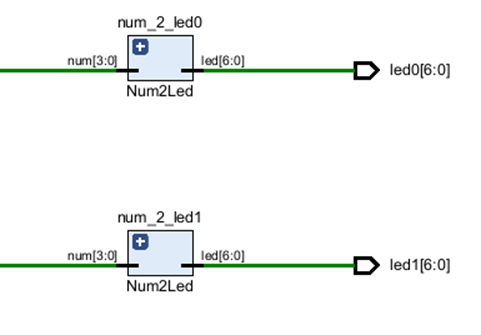 num_2_led0
num[3:0] led[6:0]
led0[6:0]
Num2Led
num_2_led1
num[3:0] led[6:0]
led1[6:0]
Num2Led